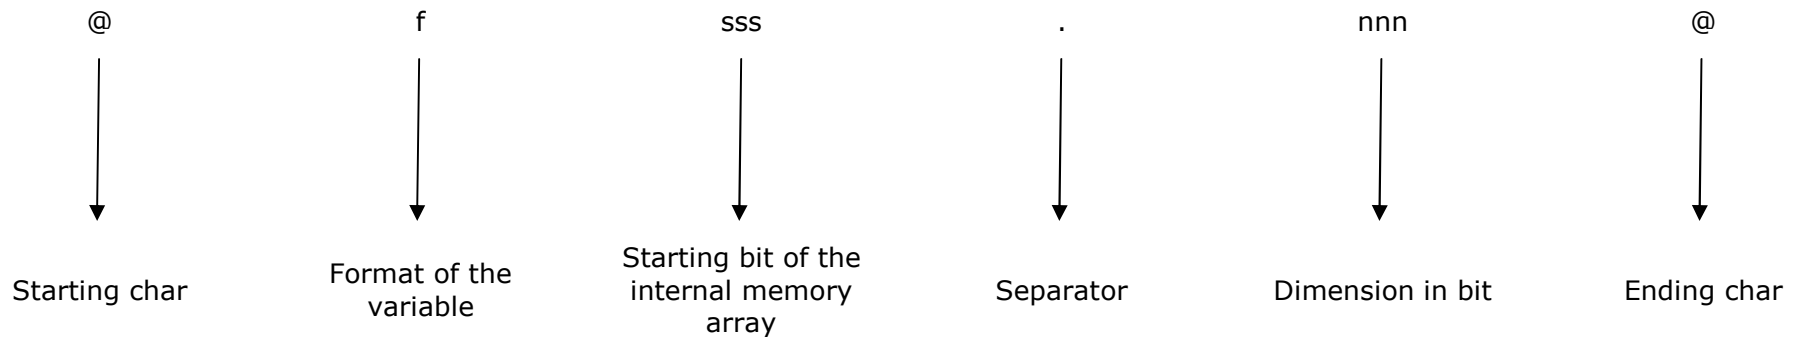 @
f
sss
.
nnn
@
Starting char
Format of the
variable
Starting bit of the
internal memory
array
Separator
Dimension in bit
Ending char